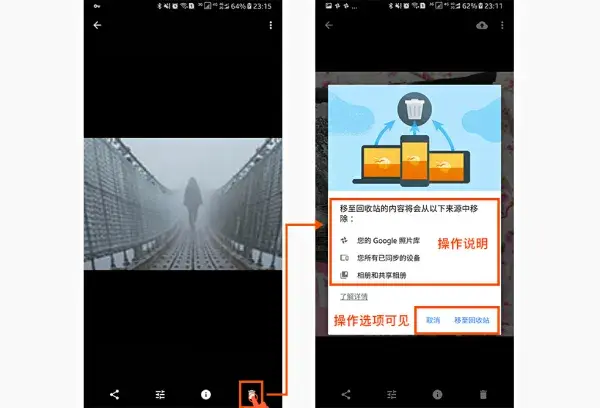 64% 23:15
62% 23:11
移至回收站的内容将会从以下来源中移
除：
您的 Google 照片库
您所有已同步的设备
相册和共享相册
操作说明
了解详情
操作选项可见
取消
移至回收站